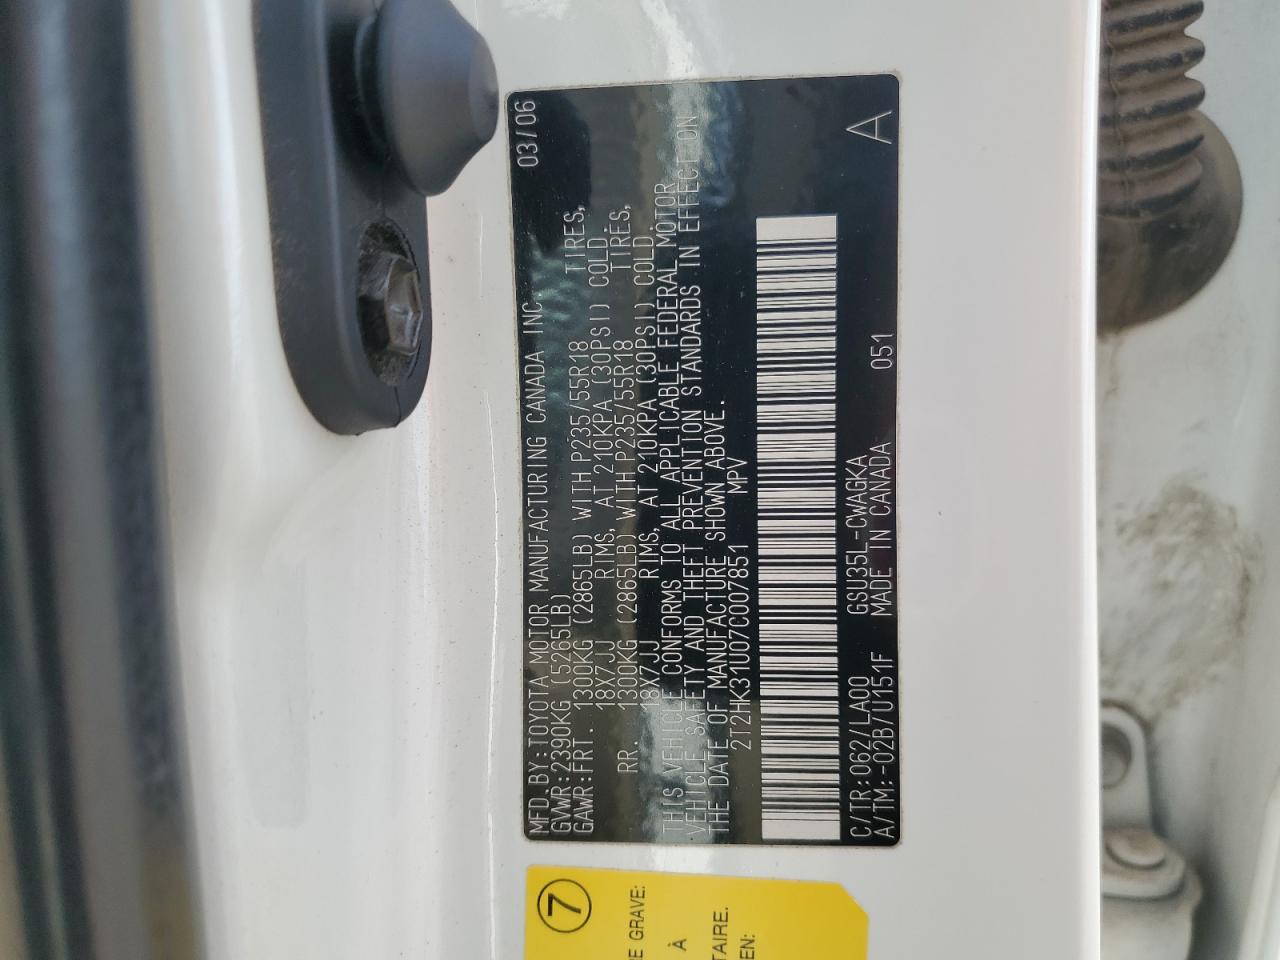 MFD.BY:TOYOTA MOTOR MANUFACTURING CANADA INC. 03/06
GVWR:2390KG (5265LB)
GAWR:FRT. 1300KG (2865LB) WITH P235/55R18 TIRES,
18X7JJ RIMS, AT 210KPA (30PSI) COLD.
RR. 1300KG (2865LB) WITH P235/55R18 TIRES,
18X7JJ RIMS, AT 210KPA (30PSI) COLD.
THIS VEHICLE CONFORMS TO ALL APPLICABLE FEDERAL MOTOR
VEHICLE SAFETY AND THEFT PREVENTION STANDARDS IN EFFECT ON
THE DATE OF MANUFACTURE SHOWN ABOVE.
2T2HK31U07C007851 MPV
C/TR:062/LA00 GSU35L-CWAGKA A
A/TM:-02B/U151F MADE IN CANADA 051
7
E GRAVE:
À
TAIRE.
EN: